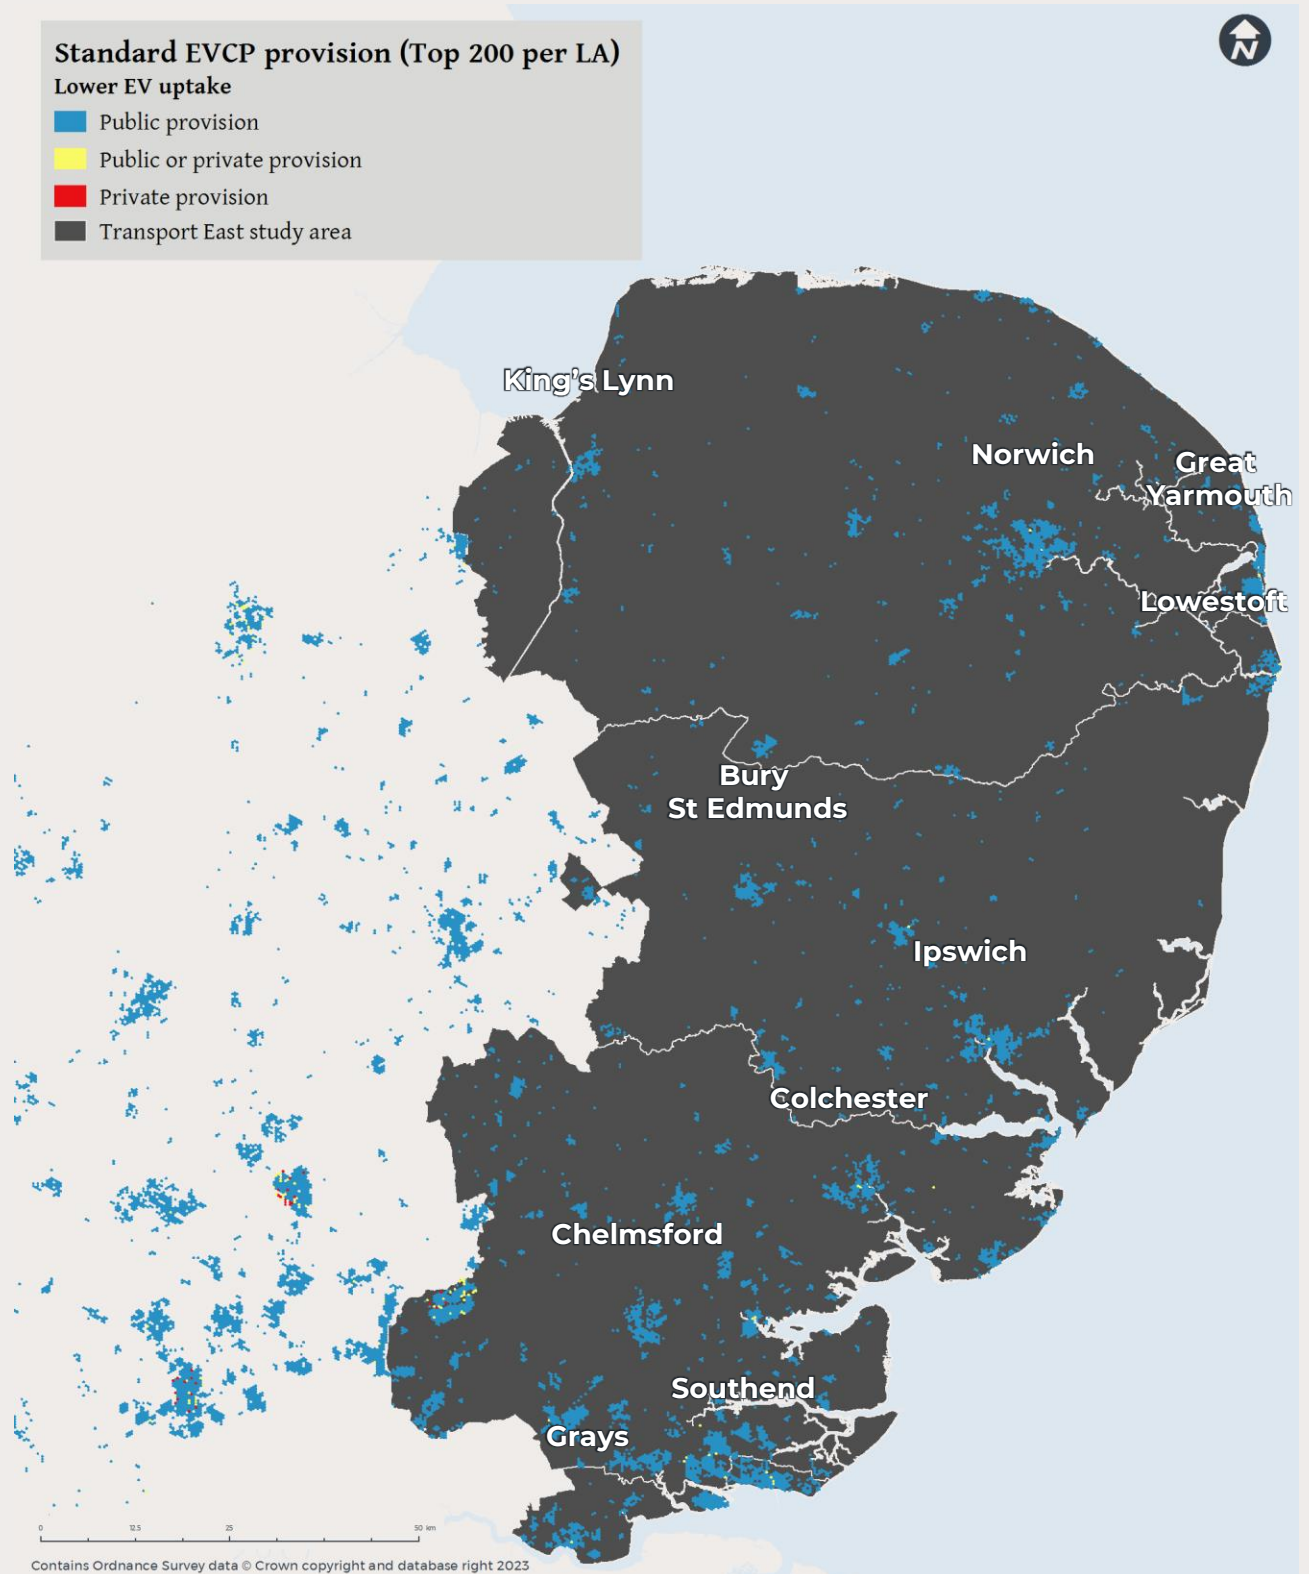 Standard EVCP provision (Top 200 per LA)
Lower EV uptake
Public provision
Public or private provision
Private provision
Transport East study area
N
King's Lynn
Norwich
Great
Yarmouth
Lowestoft
Bury
St Edmunds
Ipswich
Colchester
Chelmsford
Southend
Grays
0 12.5 25 50 km
Contains Ordnance Survey data © Crown copyright and database right 2023